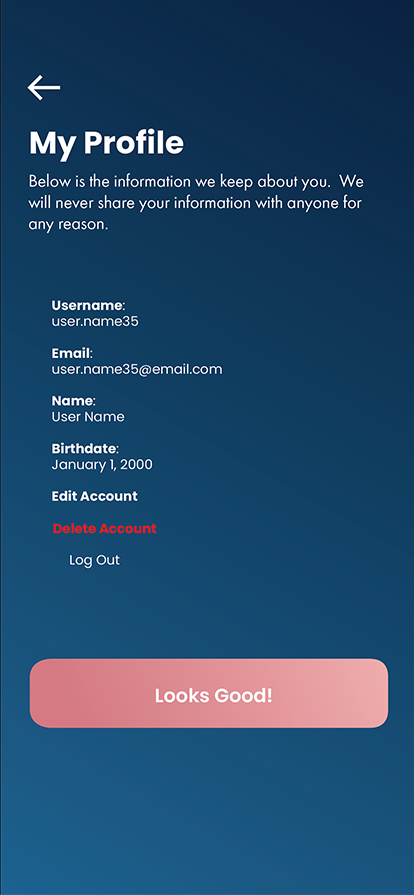 My Profile
Below is the information we keep about you.  We
will never share your information with anyone for
any reason.
Username:
user.name35
Email:
user.name35@email.com
Name:
User Name
Birthdate:
January 1, 2000
Edit Account
Delete Account
Log Out
Looks Good!